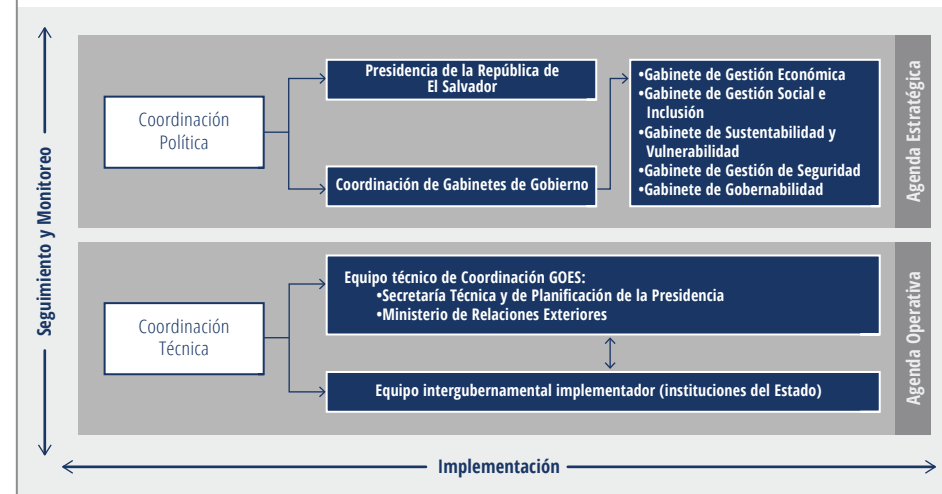 Seguimiento y Monitoreo
Coordinación
Política
Presidencia de la República de
El Salvador
Coordinación de Gabinetes de Gobierno
•Gabinete de Gestión Económica
•Gabinete de Gestión Social e
Inclusión
•Gabinete de Sustentabilidad y
Vulnerabilidad
•Gabinete de Gestión de Seguridad
•Gabinete de Gobernabilidad
Agenda Estratégica
Coordinación
Técnica
Equipo técnico de Coordinación GOES:
•Secretaría Técnica y de Planificación de la Presidencia
•Ministerio de Relaciones Exteriores
Equipo intergubernamental implementador (instituciones del Estado)
Agenda Operativa
Implementación